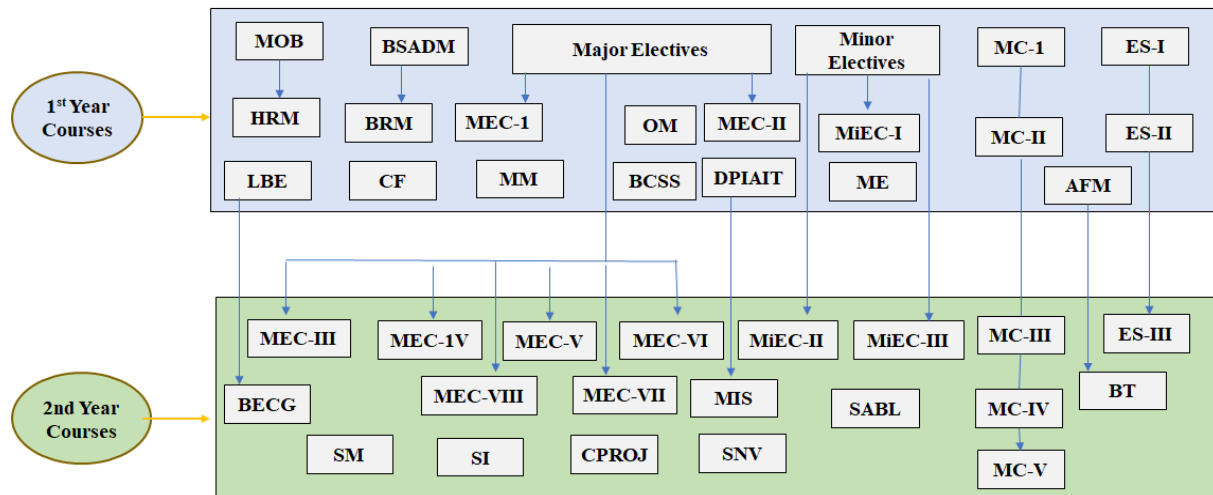 MOB
BSADM
Major Electives
Minor
Electives
MC-1
ES-I
1st Year
Courses
HRM
BRM
MEC-1
OM
MEC-II
MiEC-I
MC-II
ES-II
LBE
CF
MM
BCSS
DPIAIT
ME
AFM
MEC-III
MEC-1V
MEC-V
MEC-VI
MiEC-II
MiEC-III
MC-III
ES-III
2nd Year
Courses
BECG
MEC-VIII
MEC-VII
MIS
SABL
MC-IV
BT
SM
SI
CPROJ
SNV
MC-V